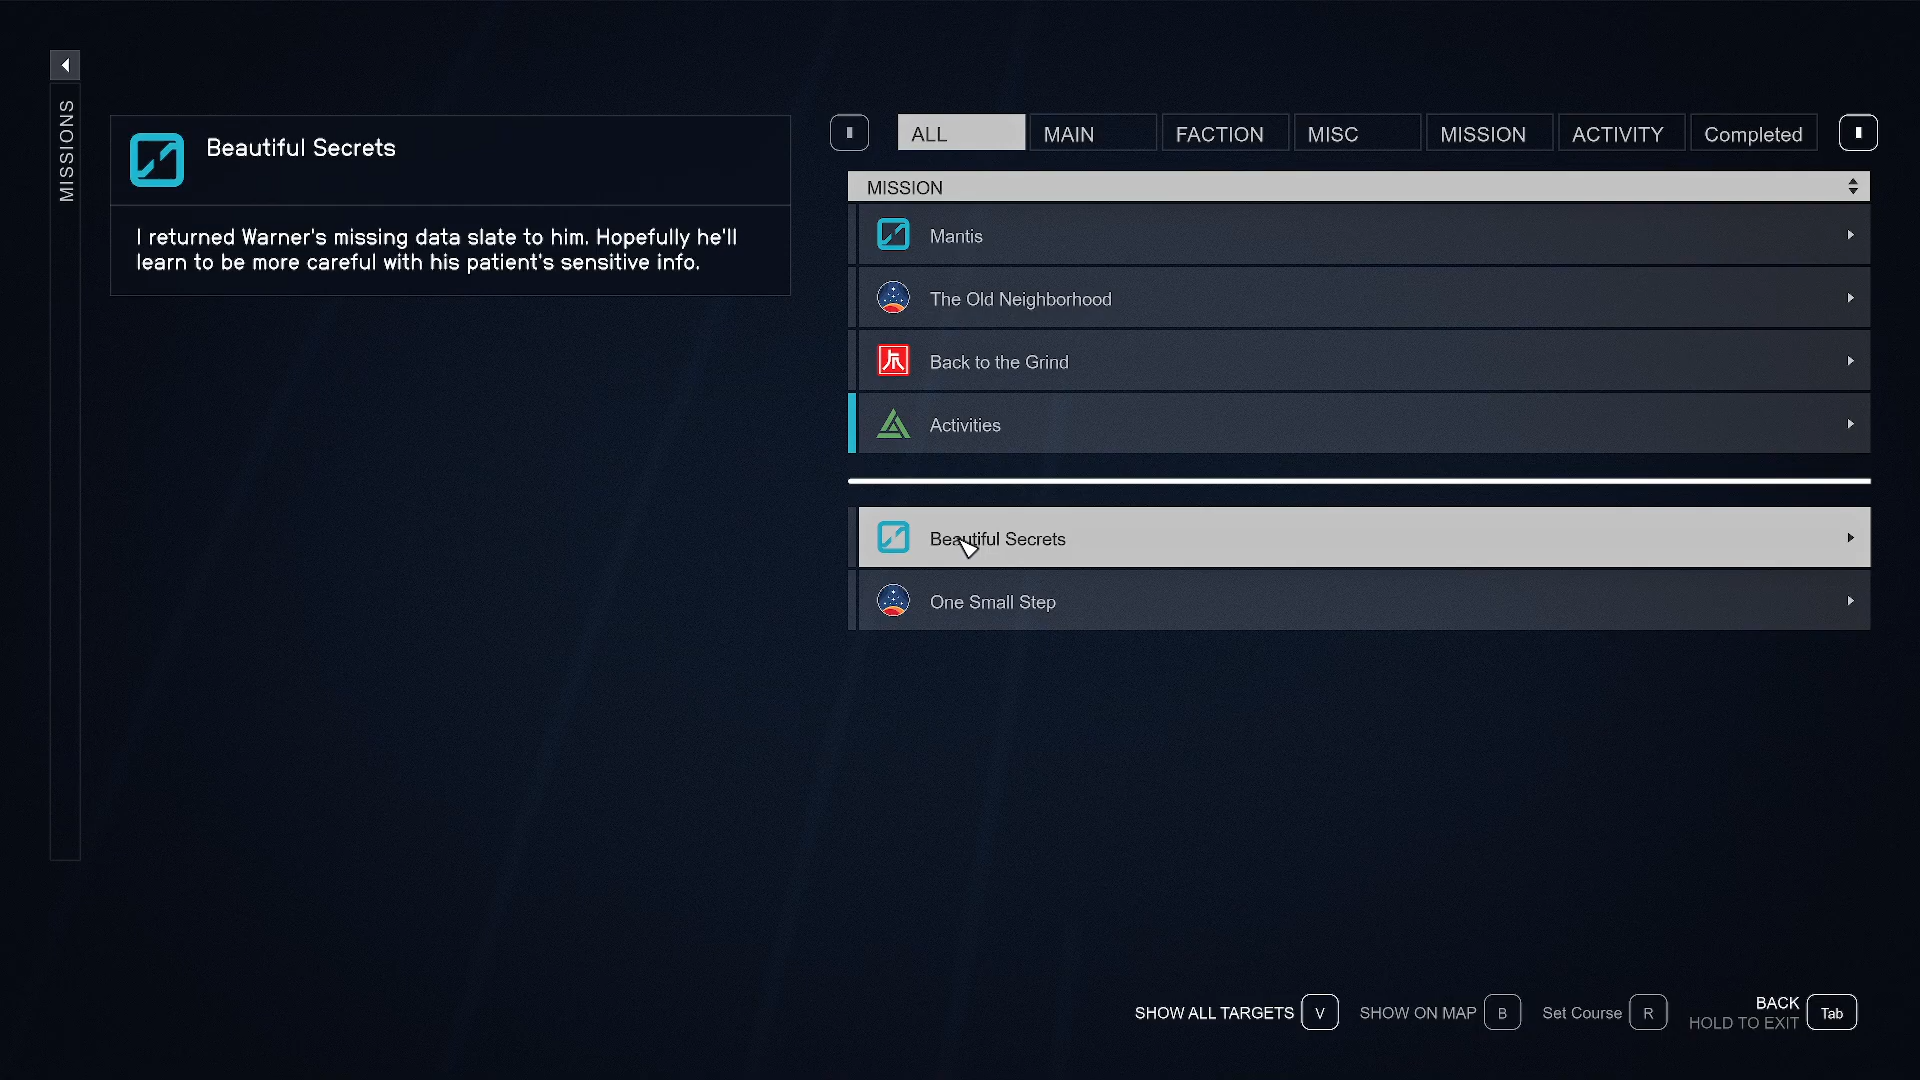 MISSIONS
Beautiful Secrets
I returned Warner's missing data slate to him. Hopefully he'll
learn to be more careful with his patient's sensitive info.
ALL MAIN FACTION MISC MISSION ACTIVITY Completed
MISSION
Mantis
The Old Neighborhood
Back to the Grind
Activities
Beautiful Secrets
One Small Step
SHOW ALL TARGETS V SHOW ON MAP B Set Course R BACK Tab
HOLD TO EXIT